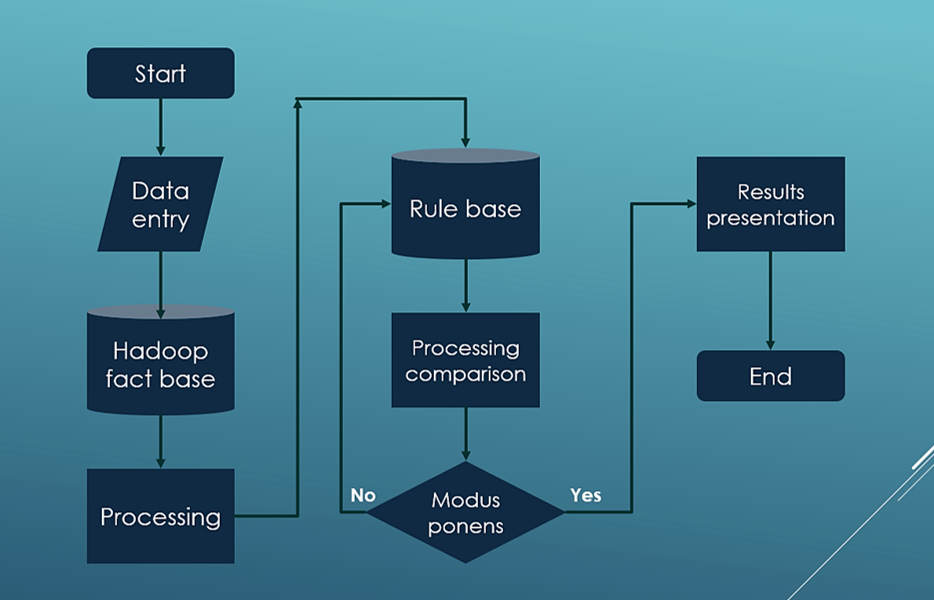 Start
Data
entry
Hadoop
fact base
Processing
Rule base
Processing
comparison
Modus
ponens
No
Yes
Results
presentation
End